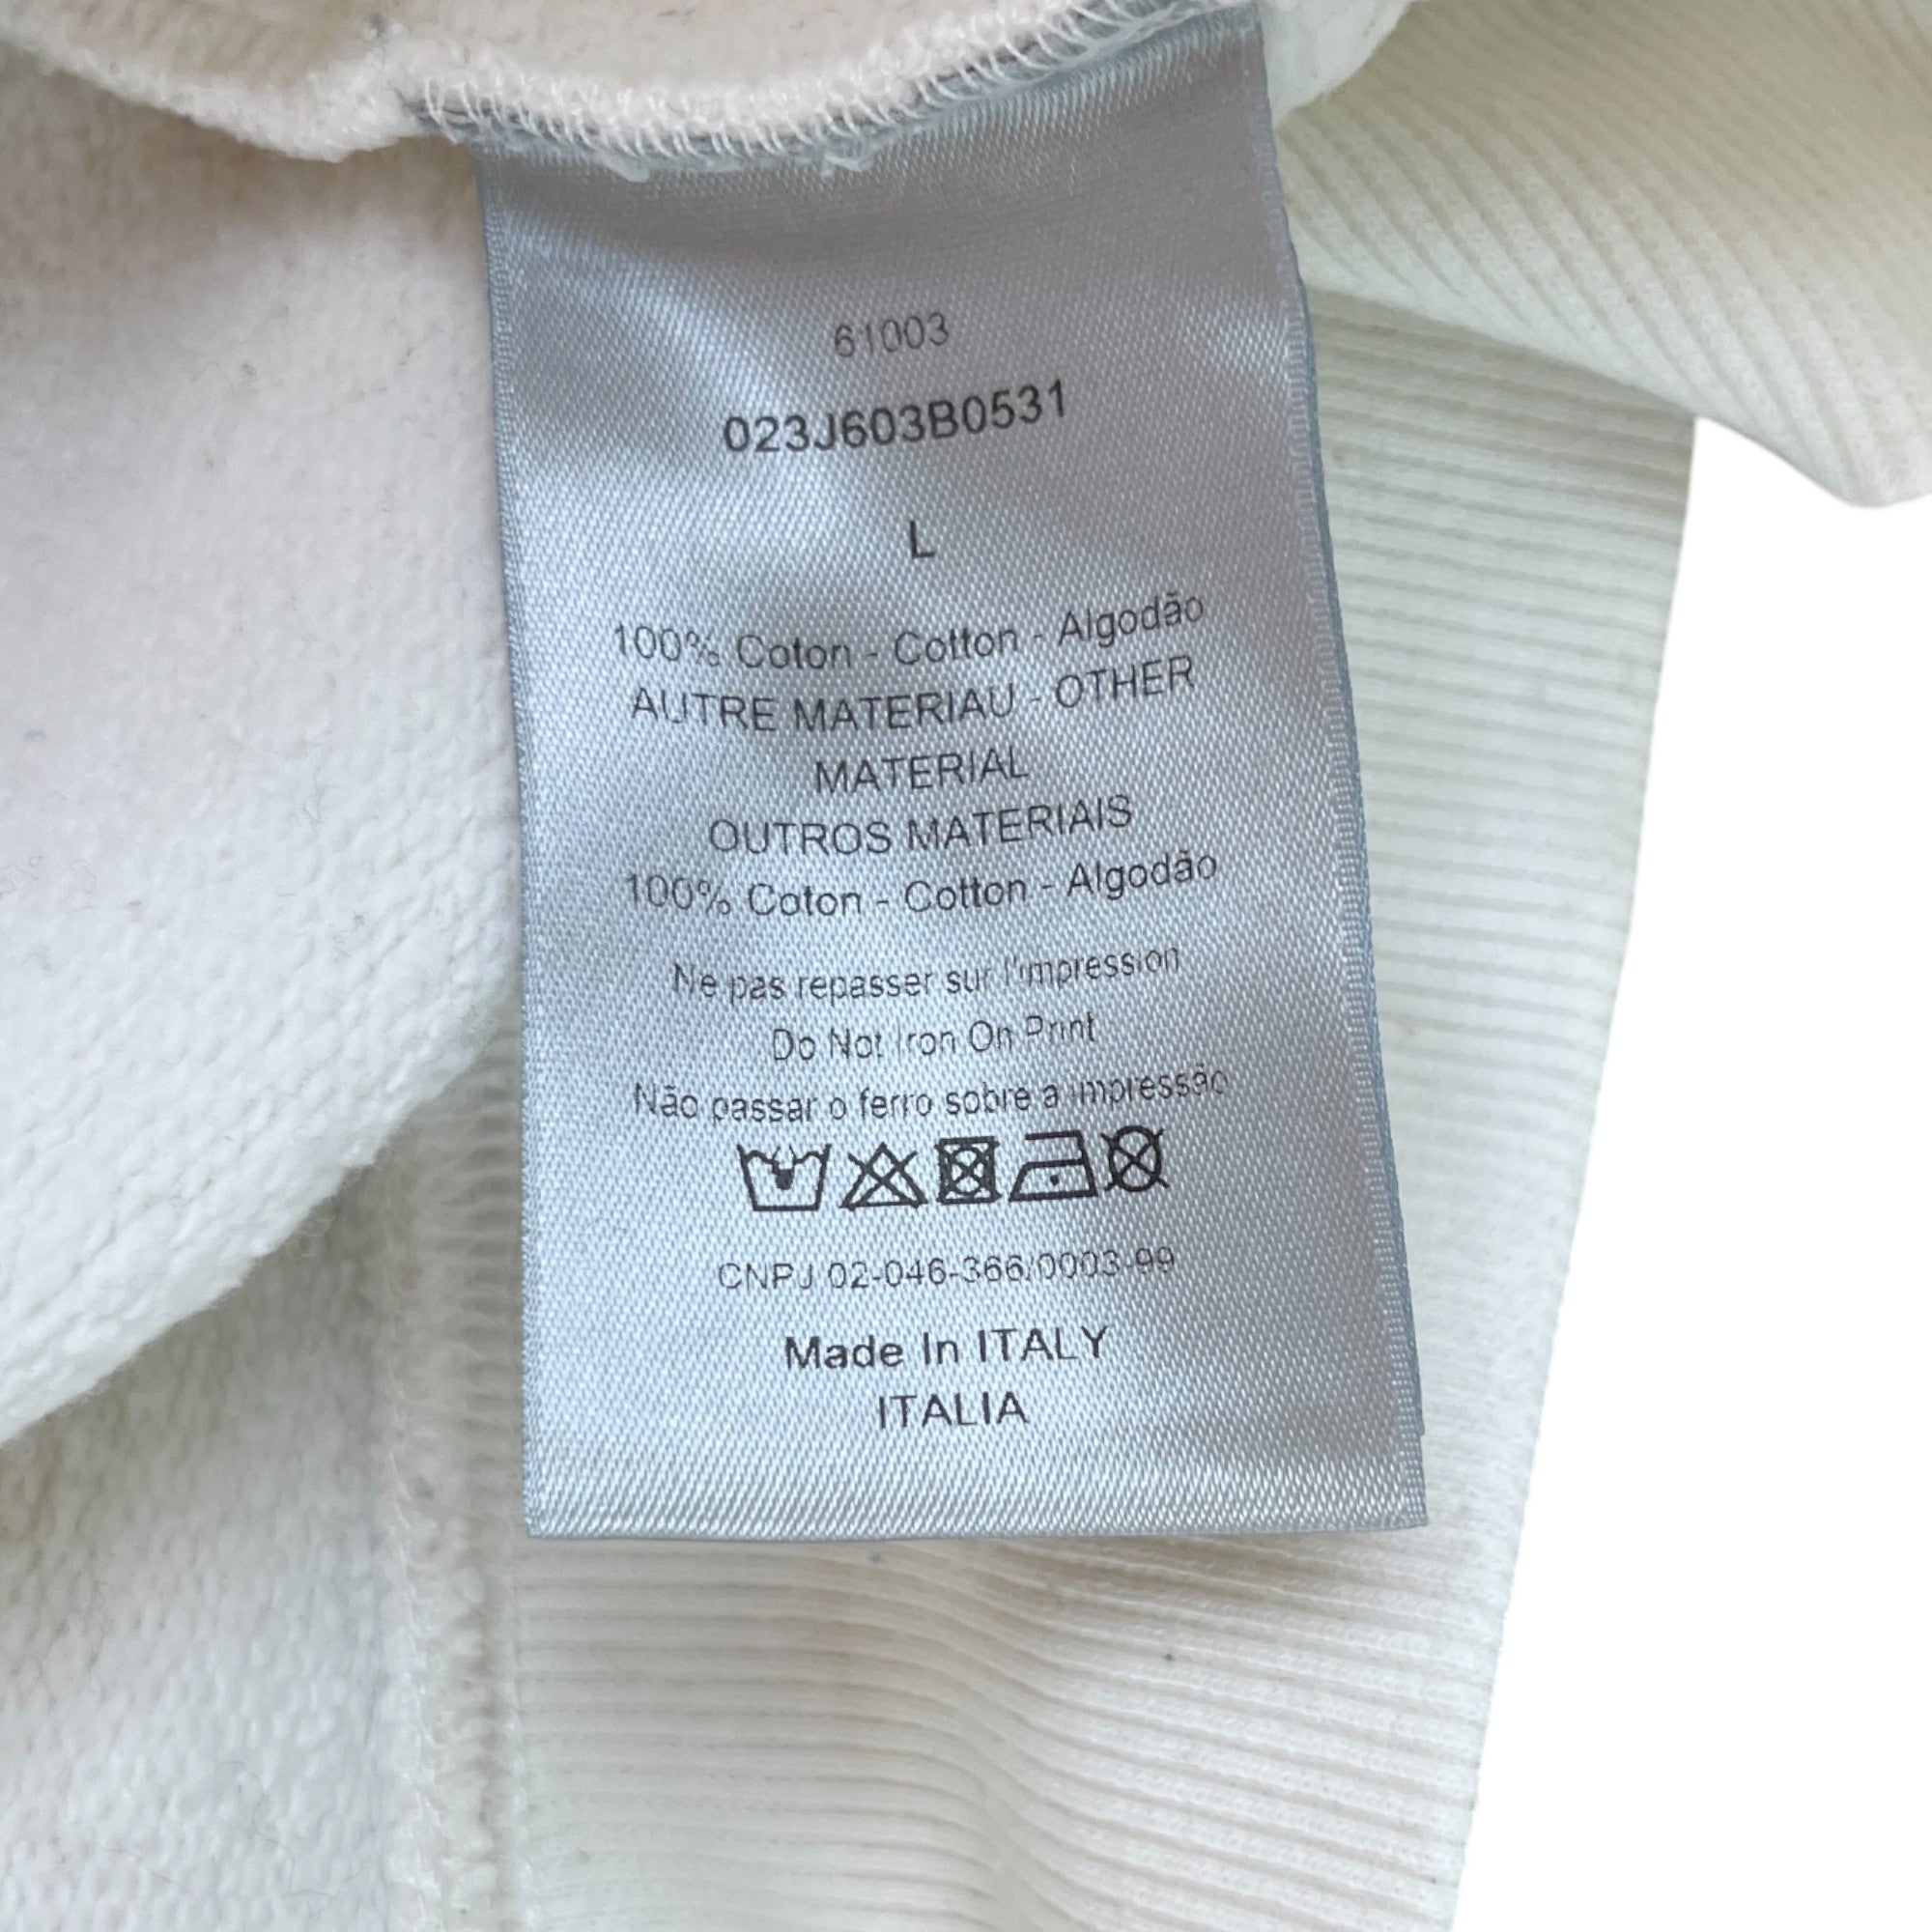 61003
023J603B0531
L
100% Coton - Cotton - Algodão
AUTRE MATERIAU - OTHER
MATERIAL
OUTROS MATERIAIS
100% Coton - Cotton - Algodão
Ne pas repasser sur l'impression
Do Not Iron On Print
Não passar o ferro sobre a impressão
CNPJ 02-046-366/0003-99
Made In ITALY
ITALIA